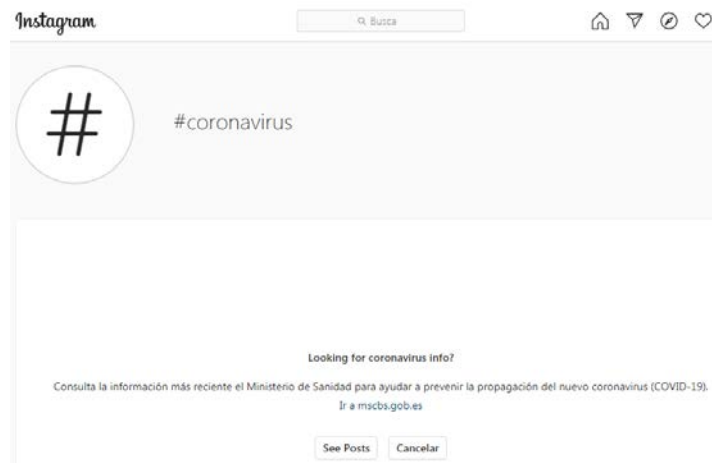 Instagram
Busca
#
#coronavirus
Looking for coronavirus info?
Consulta la información más reciente el Ministerio de Sanidad para ayudar a prevenir la propagación del nuevo coronavirus (COVID-19).
Ir a mscbs.gob.es
See Posts Cancelar